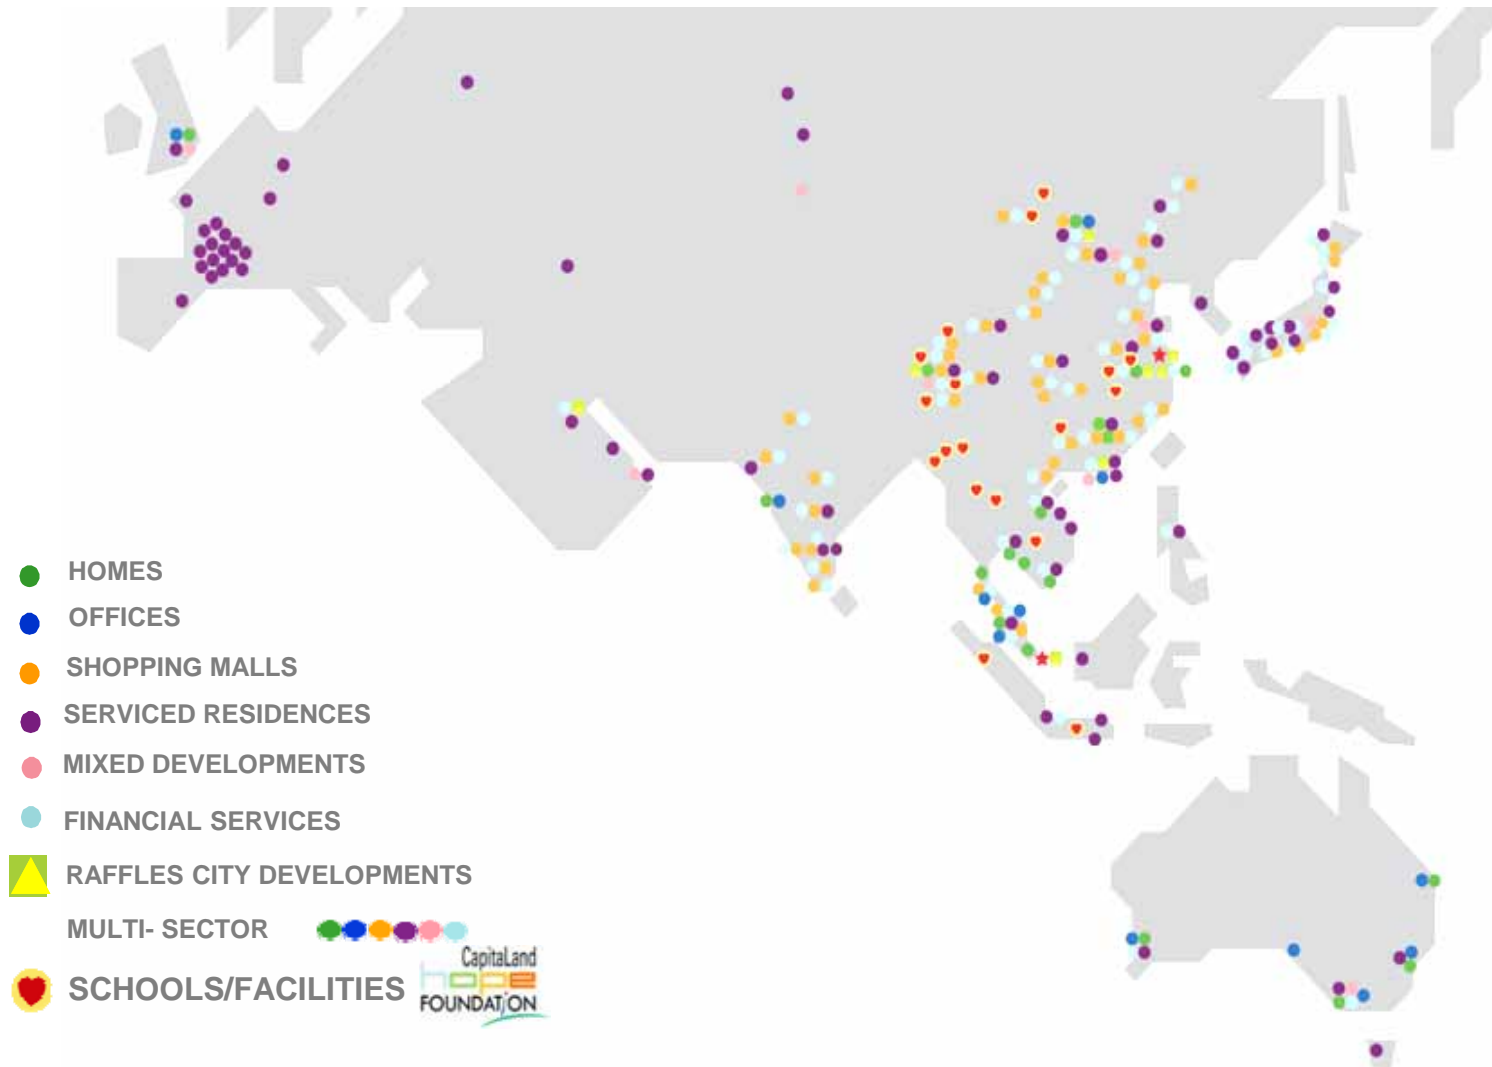 HOMES
OFFICES
SHOPPING MALLS
SERVICED RESIDENCES
MIXED DEVELOPMENTS
FINANCIAL SERVICES
RAFFLES CITY DEVELOPMENTS
MULTI- SECTOR
SCHOOLS/FACILITIES
CapitaLand
hope
FOUNDATION